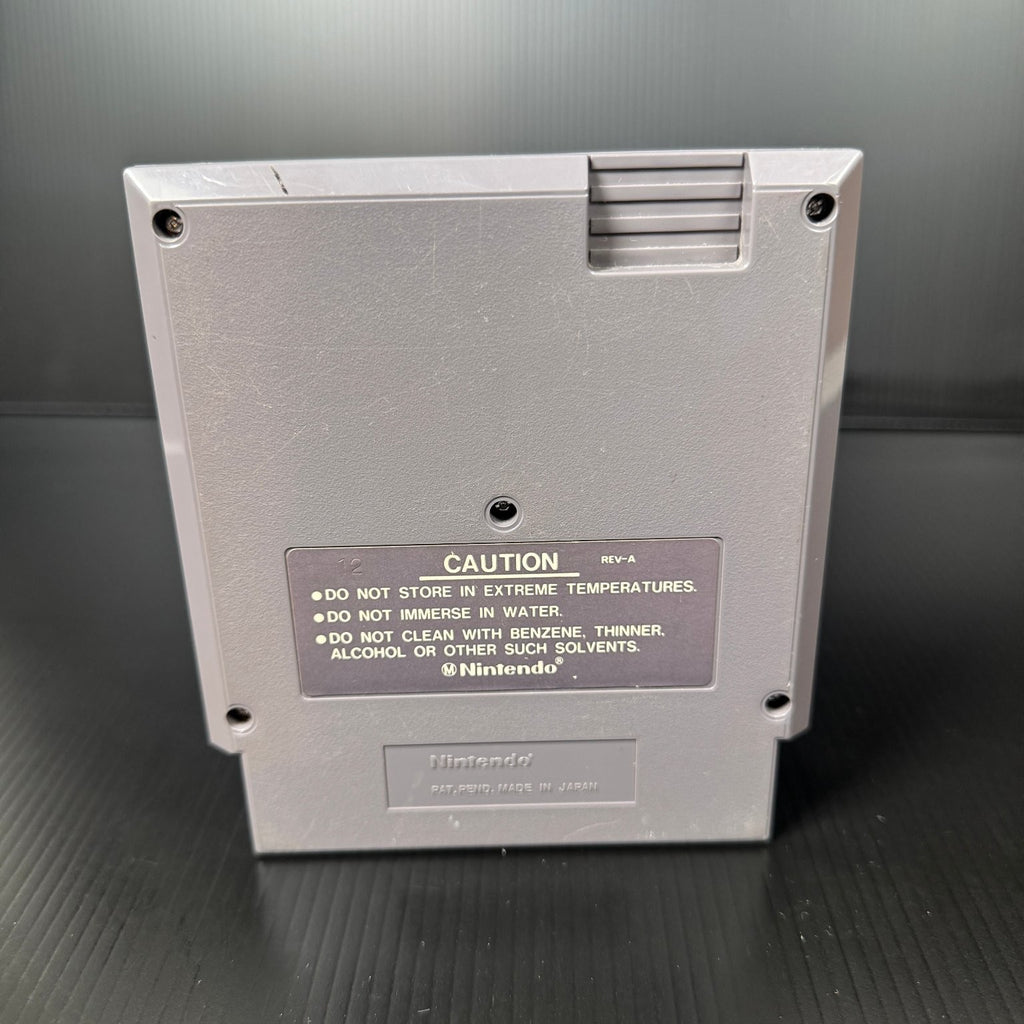 12 CAUTION REV-A
●DO NOT STORE IN EXTREME TEMPERATURES.
●DO NOT IMMERSE IN WATER.
●DO NOT CLEAN WITH BENZENE, THINNER,
ALCOHOL OR OTHER SUCH SOLVENTS.
Ⓜ Nintendo®
Nintendo
PAT. PEND. MADE IN JAPAN